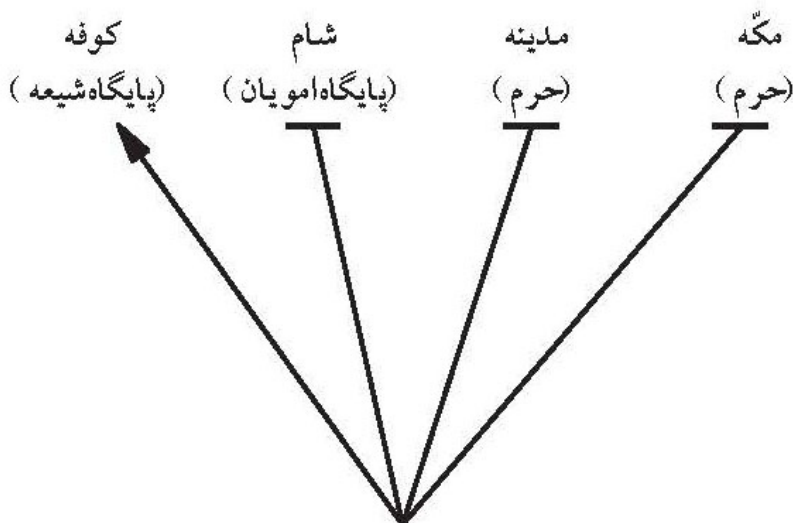 مکّه
(حرم)
مدینه
(حرم)
شام
(پایگاه امویان)
کوفه
(پایگاه شیعه)